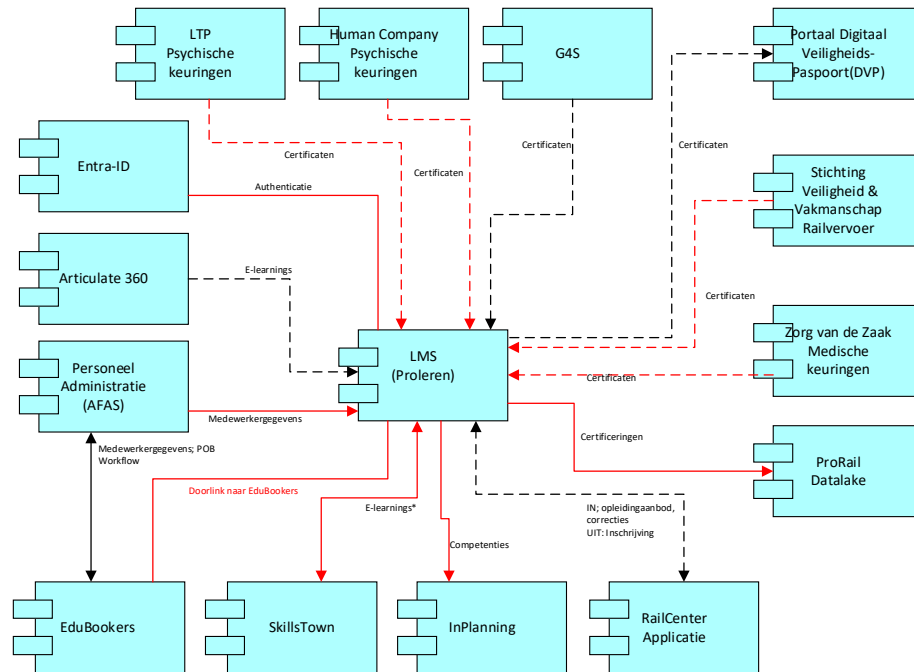 LTP
Psychische
keuringen
Human Company
Psychische
keuringen
G4S
Portaal Digitaal
Veiligheids-
Paspoort(DVP)
Entra-ID
Certificaten
Certificaten
Certificaten
Certificaten
Authenticatie
Stichting
Veiligheid &
Vakmanschap
Railvervoer
Articulate 360
E-learnings
Certificaten
LMS
(Proleren)
Zorg van de Zaak
Medische
keuringen
Certificaten
Personeel
Administratie
(AFAS)
Medewerkergegevens
Certificeringen
Medewerkergegevens; POB
Workflow
ProRail
Datalake
Doorlink naar EduBookers
E-learnings*
IN; opleidingaanbod,
correcties
UIT: Inschrijving
Competenties
EduBookers
SkillsTown
InPlanning
RailCenter
Applicatie